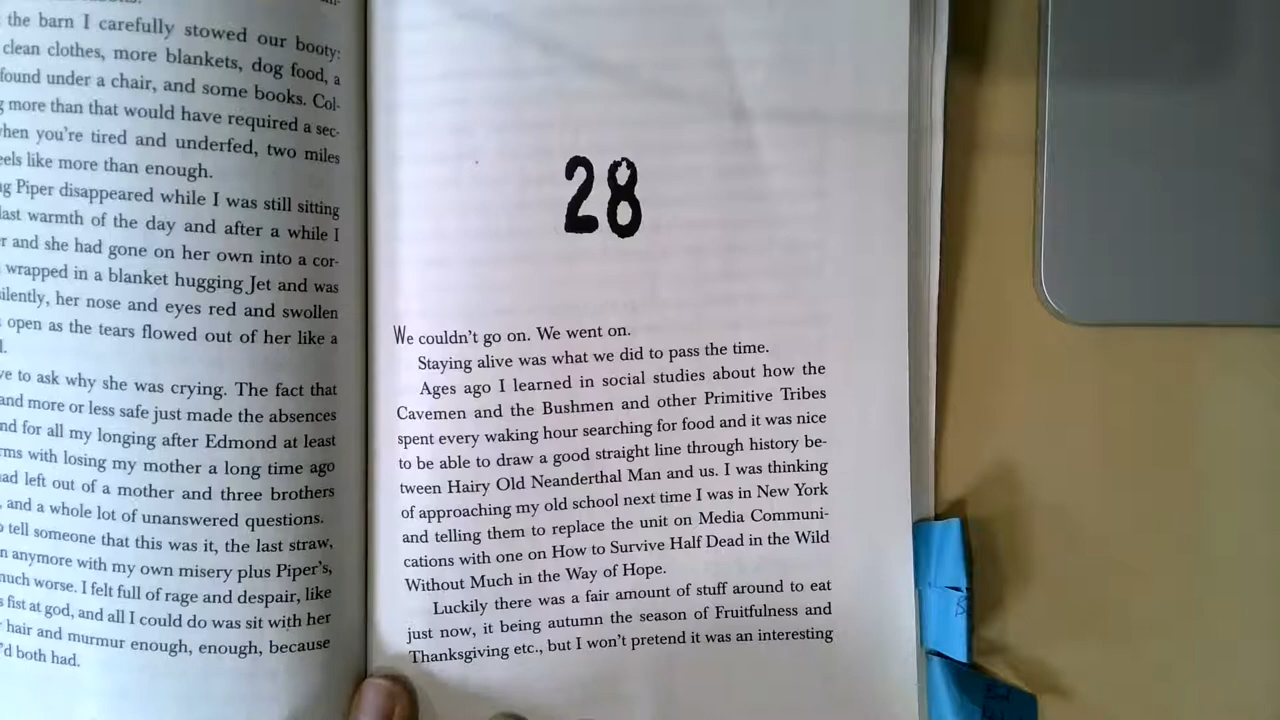 the barn I carefully stowed our booty:
clean clothes, more blankets, dog food, a
found under a chair, and some books. Col-
more than that would have required a sec-
when you're tired and underfed, two miles
eels like more than enough.
Piper disappeared while I was still sitting
last warmth of the day and after a while I
r and she had gone on her own into a cor-
wrapped in a blanket hugging Jet and was
silently, her nose and eyes red and swollen
open as the tears flowed out of her like a
ve to ask why she was crying. The fact that
and more or less safe just made the absences
nd for all my longing after Edmond at least
rms with losing my mother a long time ago
ad left out of a mother and three brothers
, and a whole lot of unanswered questions.
o tell someone that this was it, the last straw,
n anymore with my own misery plus Piper's,
much worse. I felt full of rage and despair, like
s fist at god, and all I could do was sit with her
hair and murmur enough, enough, because
'd both had.
28
We couldn't go on. We went on.
Staying alive was what we did to pass the time.
Ages ago I learned in social studies about how the
Cavemen and the Bushmen and other Primitive Tribes
spent every waking hour searching for food and it was nice
to be able to draw a good straight line through history be-
tween Hairy Old Neanderthal Man and us. I was thinking
of approaching my old school next time I was in New York
and telling them to replace the unit on Media Communi-
cations with one on How to Survive Half Dead in the Wild
Without Much in the Way of Hope.
Luckily there was a fair amount of stuff around to eat
just now, it being autumn the season of Fruitfulness and
Thanksgiving etc., but I won't pretend it was an interesting